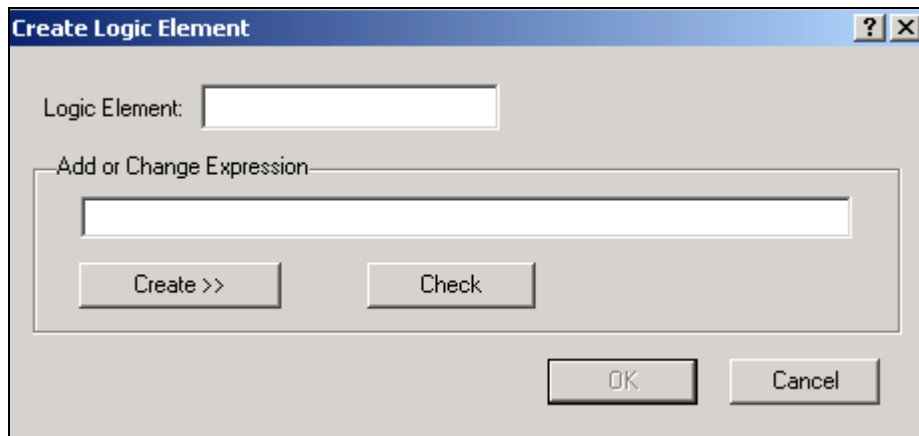 Create Logic Element ? X
Logic Element:
Add or Change Expression
Create >> Check
OK Cancel